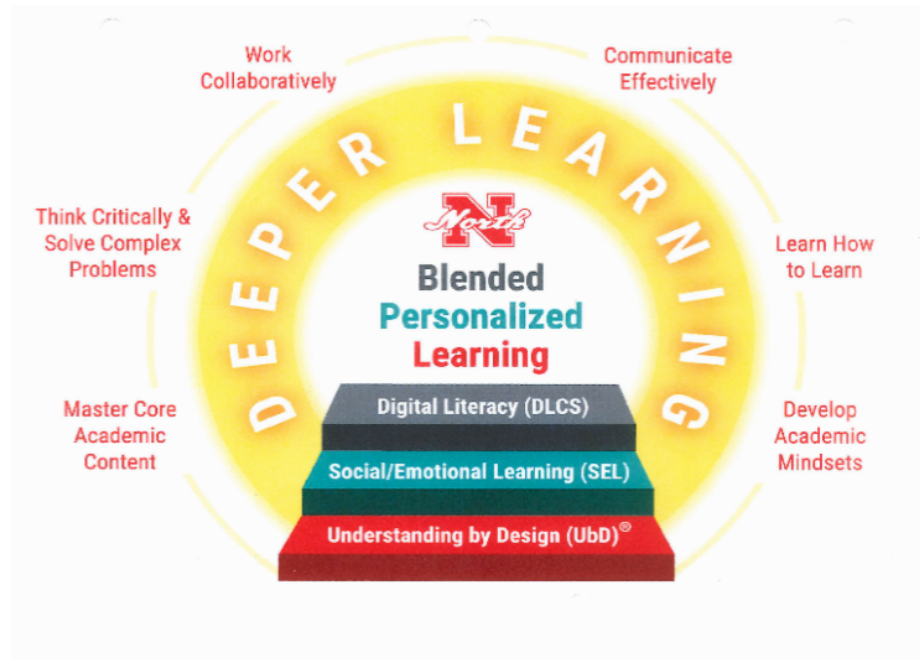 Work
Collaboratively
Communicate
Effectively
DEEPER LEARNING
Think Critically &
Solve Complex
Problems
Learn How
to Learn
N
North
Blended
Personalized
Learning
Master Core
Academic
Content
Develop
Academic
Mindsets
Digital Literacy (DLCS)
Social/Emotional Learning (SEL)
Understanding by Design (UbD)®